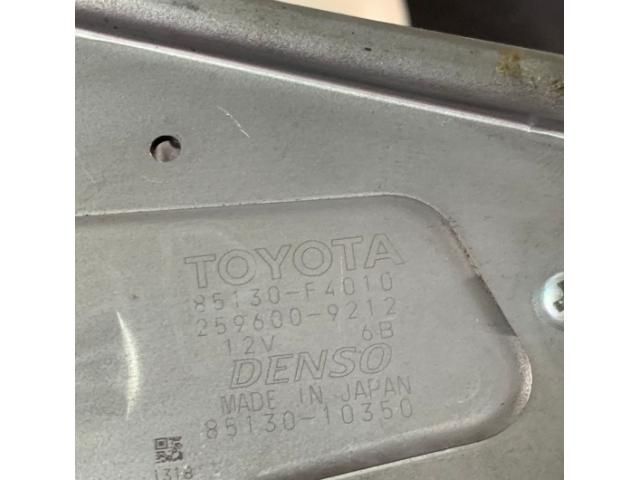 TOYOTA
85130-F4010
259600-9212
12V 6B
DENSO
MADE IN JAPAN
85130-10350
1318